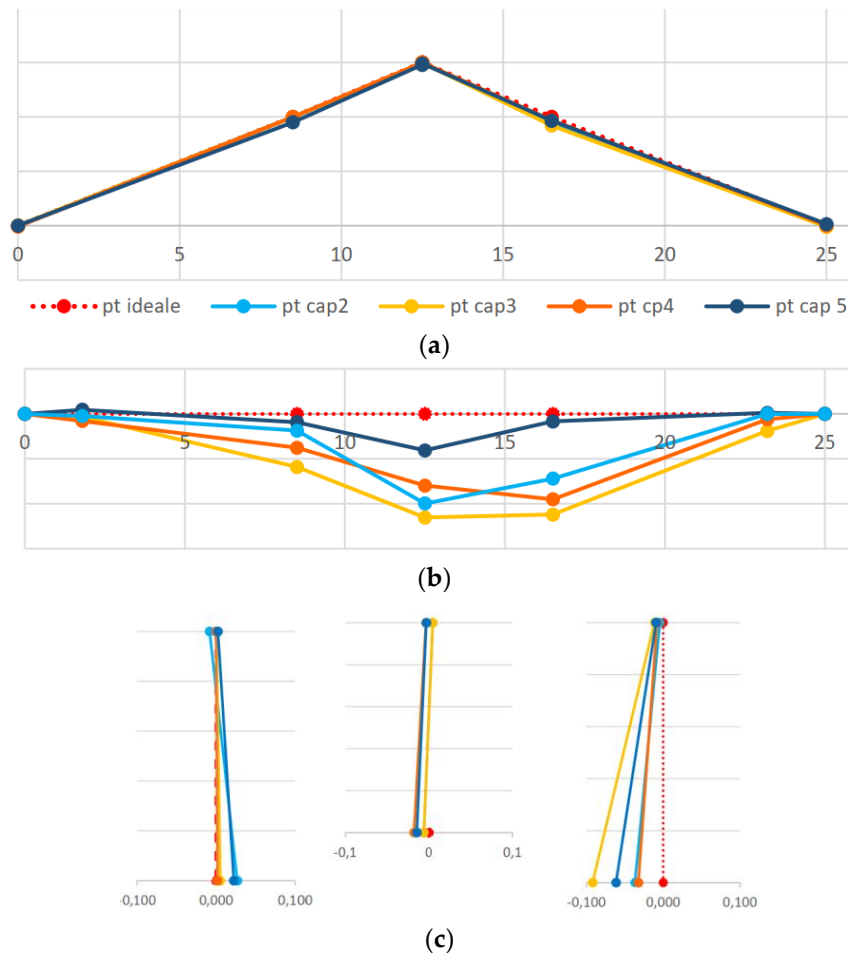 0 5 10 15 20 25
pt ideale pt cap2 pt cap3 pt cp4 pt cap 5
(a)
0 5 10 15 20 25
(b)
-0,100 0,000 0,100
-0,1 0 0,1
-0,100 0,000 0,100
(c)